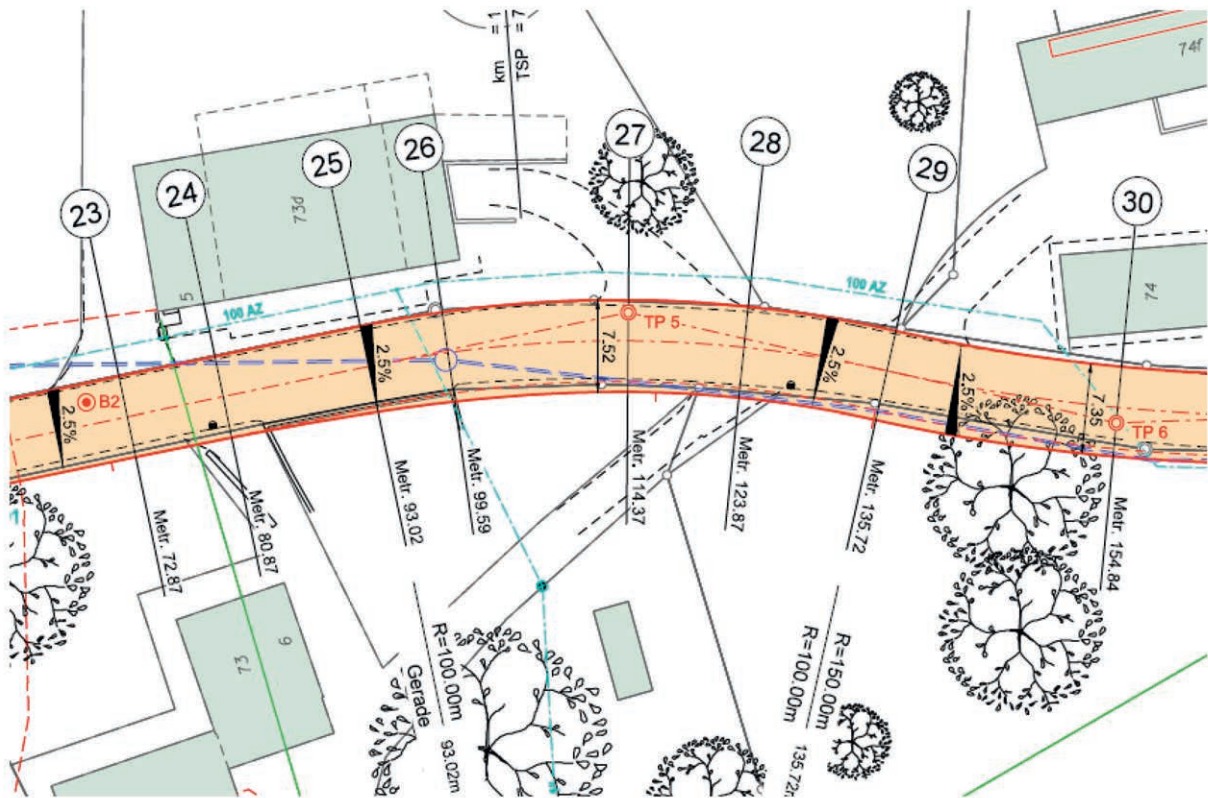 km = 1
TSP = 7
74f
23
24
25
26
27
28
29
30
73d
5
100 AZ
100 AZ
74
TP 5
B2
2.5%
2.5%
7.52
2.5%
2.5%
7.35
TP 6
Metr. 72.87
Metr. 80.87
Metr. 93.02
Metr. 99.59
Metr. 114.37
Metr. 123.87
Metr. 135.72
Metr. 154.84
73
6
R=100.00m
Gerade 93.02m
R=150.00m
R=100.00m 135.72m